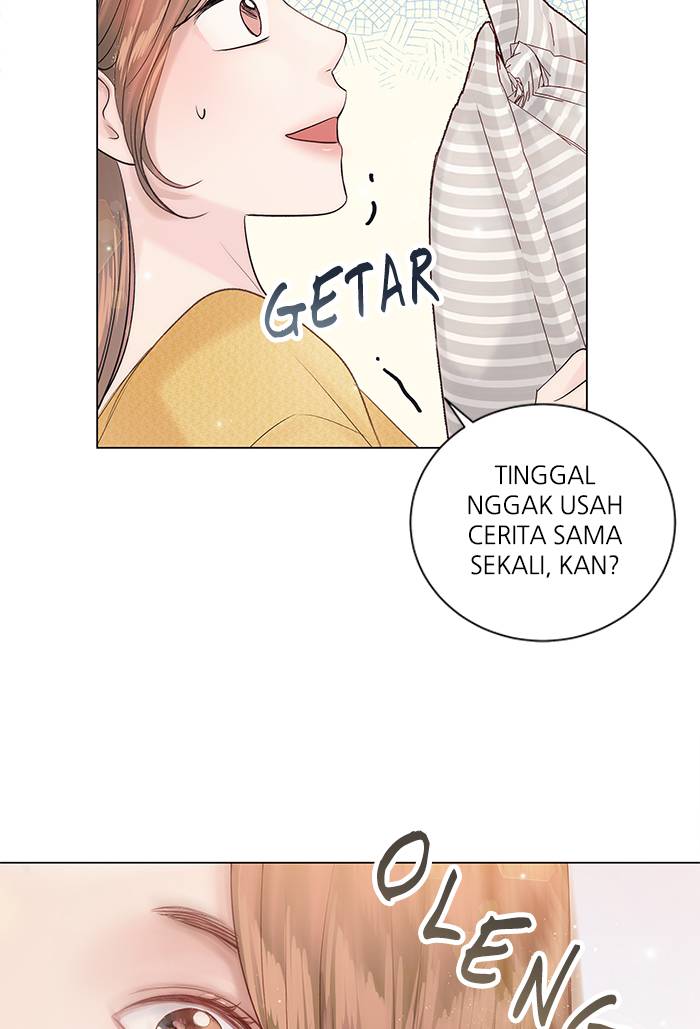 GETAR
TINGGAL
NGGAK USAH
CERITA SAMA
SEKALI, KAN?
OLENG